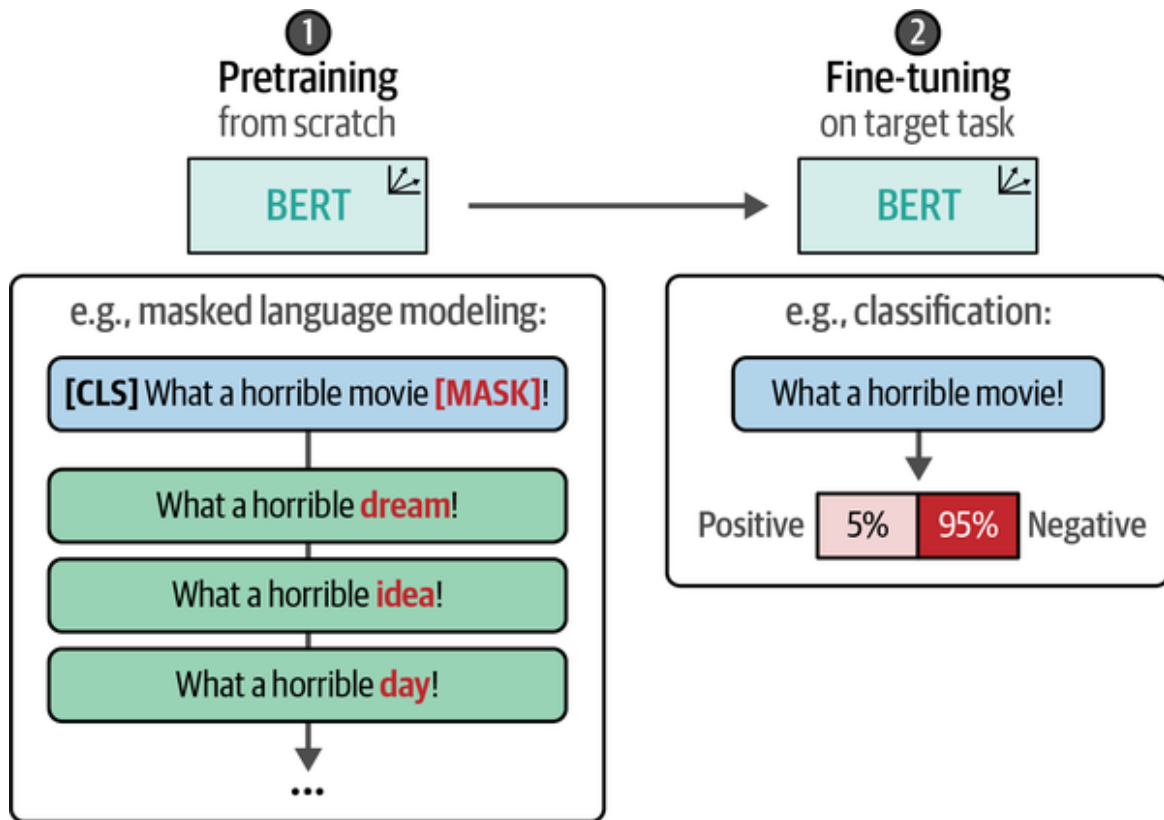 1
Pretraining
from scratch
BERT
e.g., masked language modeling:
[CLS] What a horrible movie [MASK]!
What a horrible dream!
What a horrible idea!
What a horrible day!
...
2
Fine-tuning
on target task
BERT
e.g., classification:
What a horrible movie!
Positive 5% 95% Negative